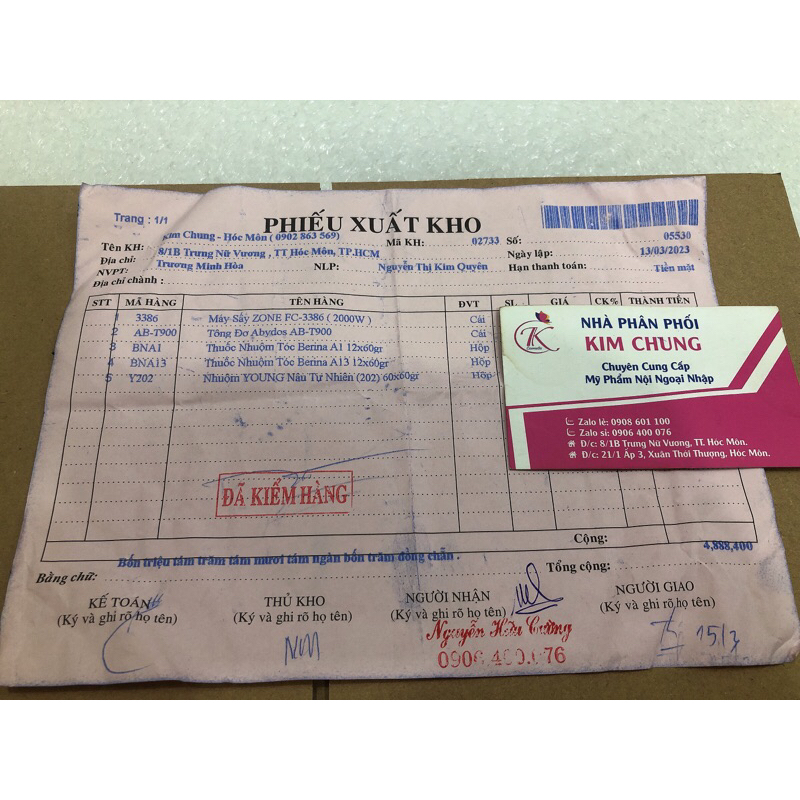 Trang : 1/1
PHIẾU XUẤT KHO
Tên KH: Kim Chung - Hóc Môn ( 0902 863 569) Mã KH: 02733 Số: 05530
Địa chỉ: 8/1B Trưng Nữ Vương , TT Hóc Môn, TP.HCM Ngày lập: 13/03/2023
NVPT: Trương Minh Hòa NLP: Nguyễn Thị Kim Quyên Hạn thanh toán: Tiền mặt
Địa chỉ chành :
STT MÃ HÀNG TÊN HÀNG ĐVT SL GIÁ CK% THÀNH TIỀN
1 3386 Máy Sấy ZONE FC-3386 ( 2000W ) Cái
2 AB-T900 Tông Đơ Abydos AB-T900 Cái
3 BNA1 Thuốc Nhuộm Tóc Berina A1 12x60gr Hộp
4 BNA13 Thuốc Nhuộm Tóc Berina A13 12x60gr Hộp
5 Y202 Nhuộm YOUNG Nâu Tự Nhiên (202) 60x60gr Hộp
NHÀ PHÂN PHỐI
KIM CHUNG
Chuyên Cung Cấp
Mỹ Phẩm Nội Ngoại Nhập
Zalo lẻ: 0908 601 100
Zalo sỉ: 0906 400 076
Đ/c: 8/1B Trưng Nữ Vương, TT. Hóc Môn.
Đ/c: 21/1 Ấp 3, Xuân Thới Thượng, Hóc Môn.
ĐÃ KIỂM HÀNG
Cộng: 4,888,400
Bốn triệu tám trăm tám mươi tám ngàn bốn trăm đồng chẵn .
Bằng chữ: Tổng cộng:
KẾ TOÁN THỦ KHO NGƯỜI NHẬN NGƯỜI GIAO
(Ký và ghi rõ họ tên) (Ký và ghi rõ họ tên) (Ký và ghi rõ họ tên) (Ký và ghi rõ họ tên)
Nguyễn Hữu Cường
0906.400.076
15/3